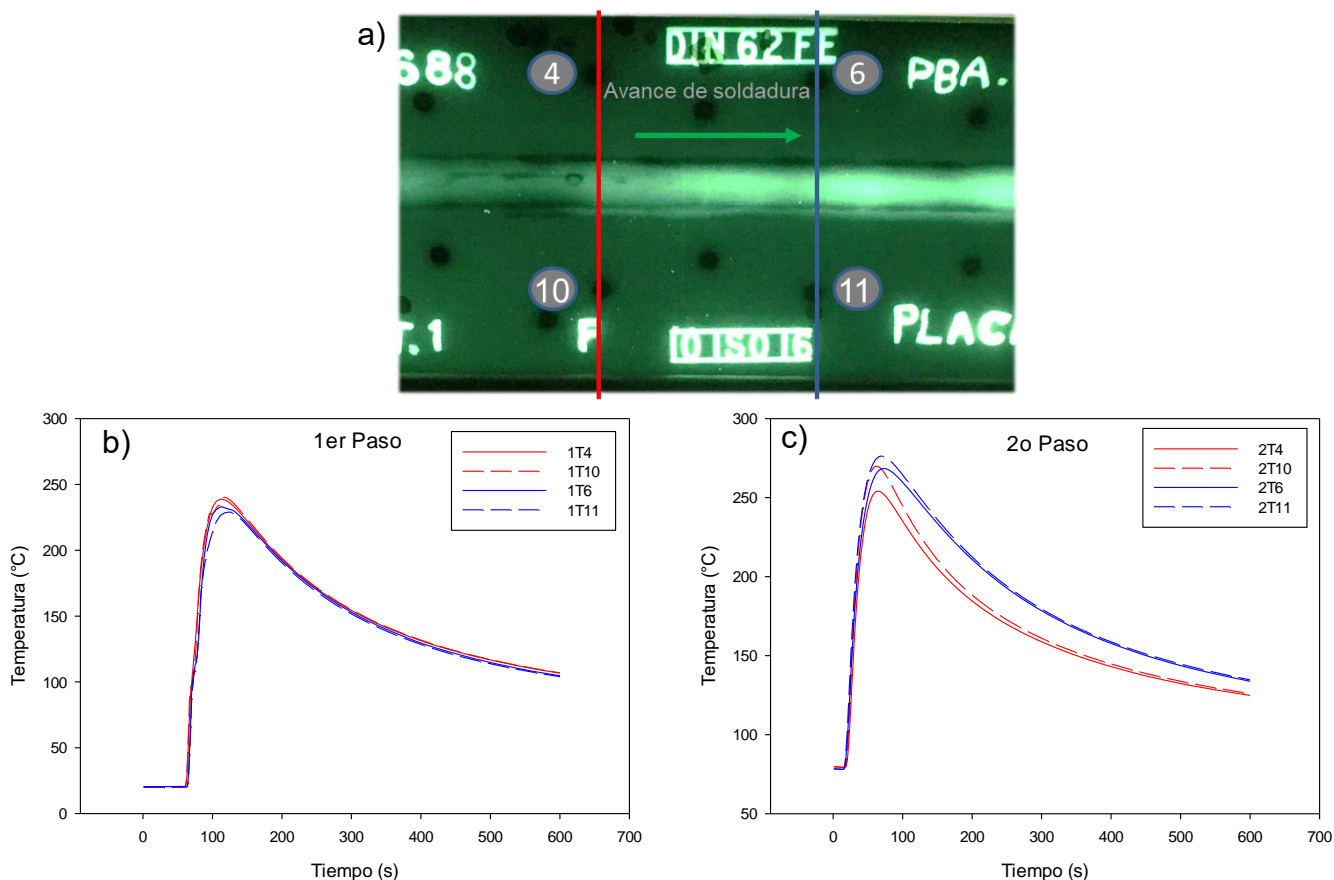 a)
688
4
DIN 62 FE
6
PBA.
Avance de soldadura
10
11
T.1
F
10 ISO 16
PLACA
b)
1er Paso
1T4
1T10
1T6
1T11
Temperatura (°C)
300
250
200
150
100
50
0
0 100 200 300 400 500 600 700
Tiempo (s)
c)
2o Paso
2T4
2T10
2T6
2T11
Temperatura (°C)
300
250
200
150
100
50
0 100 200 300 400 500 600 700
Tiempo (s)